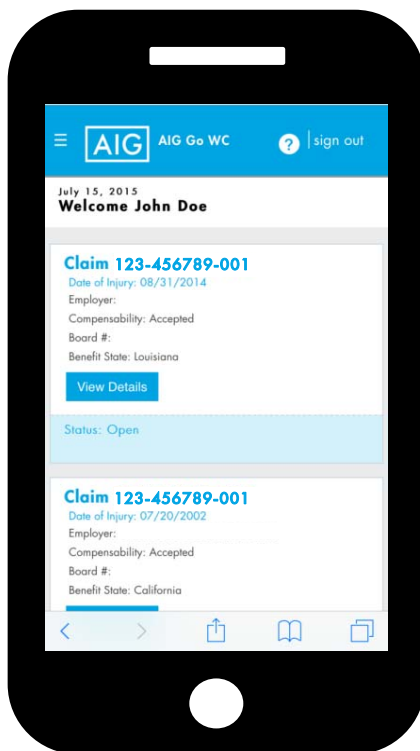 AIG
AIG Go WC
? | sign out
July 15, 2015
Welcome John Doe
Claim 123-456789-001
Date of Injury: 08/31/2014
Employer:
Compensability: Accepted
Board #:
Benefit State: Louisiana
View Details
Status: Open
Claim 123-456789-001
Date of Injury: 07/20/2002
Employer:
Compensability: Accepted
Board #:
Benefit State: California